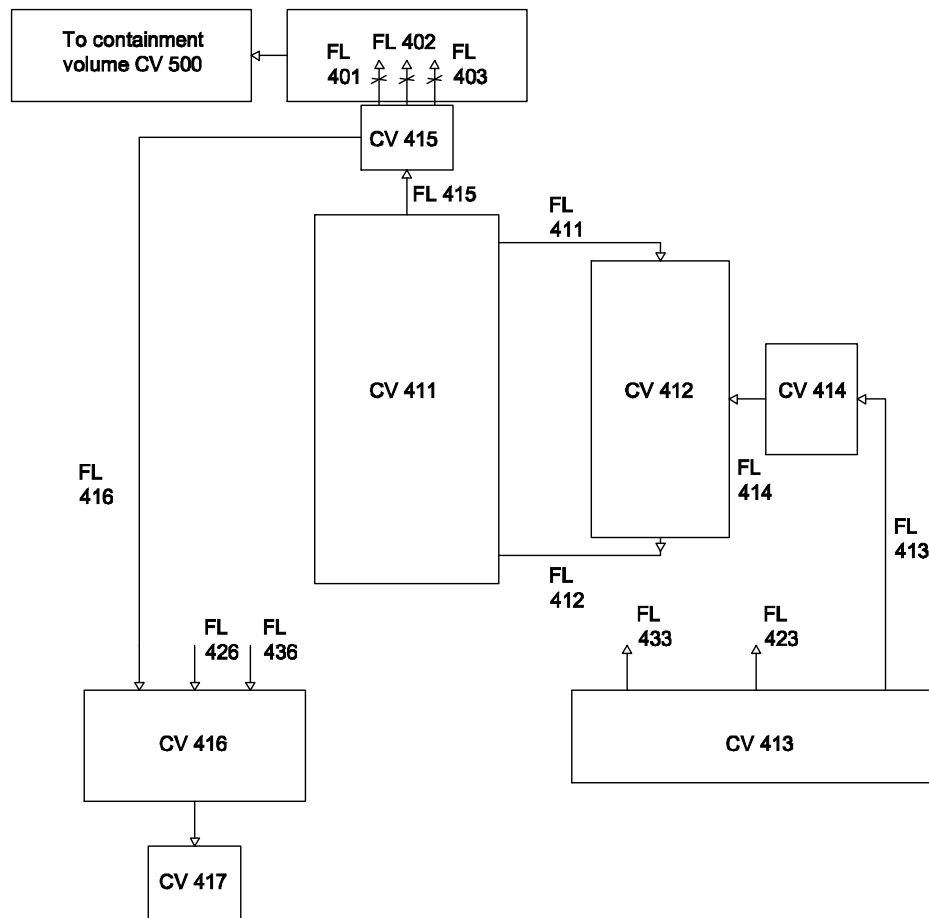 To containment
volume CV 500
FL
401
FL 402
FL
403
CV 415
FL 415
FL
411
CV 411
CV 412
CV 414
FL
416
FL
414
FL
413
FL
412
FL
426
FL
436
FL
433
FL
423
CV 416
CV 413
CV 417